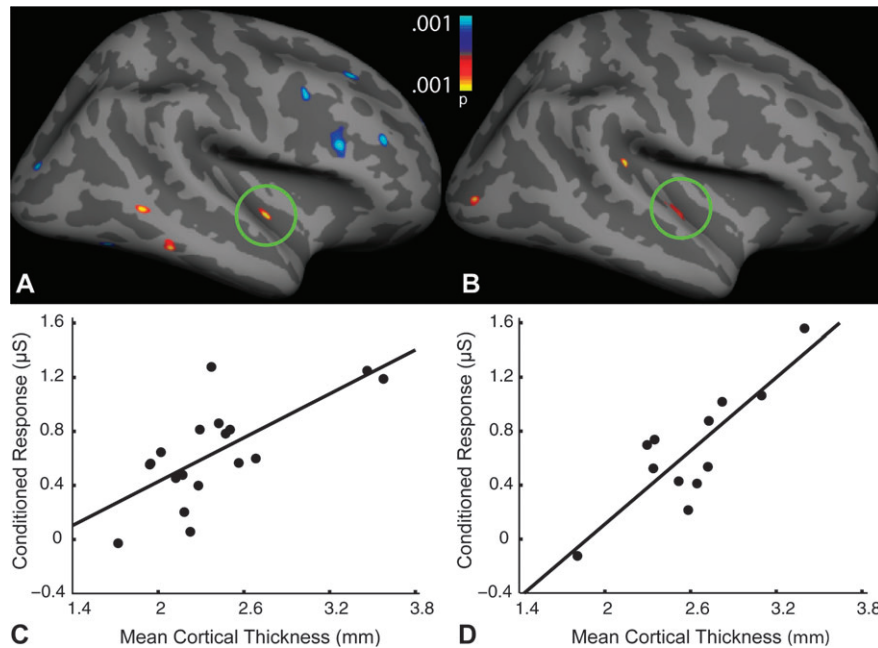 .001
.001
p
A
B
Conditioned Response (µS)
1.6
1.2
0.8
0.4
0
−0.4
1.4
2
2.6
3.2
3.8
C
Mean Cortical Thickness (mm)
Conditioned Response (µS)
1.6
1.2
0.8
0.4
0
−0.4
1.4
2
2.6
3.2
3.8
D
Mean Cortical Thickness (mm)